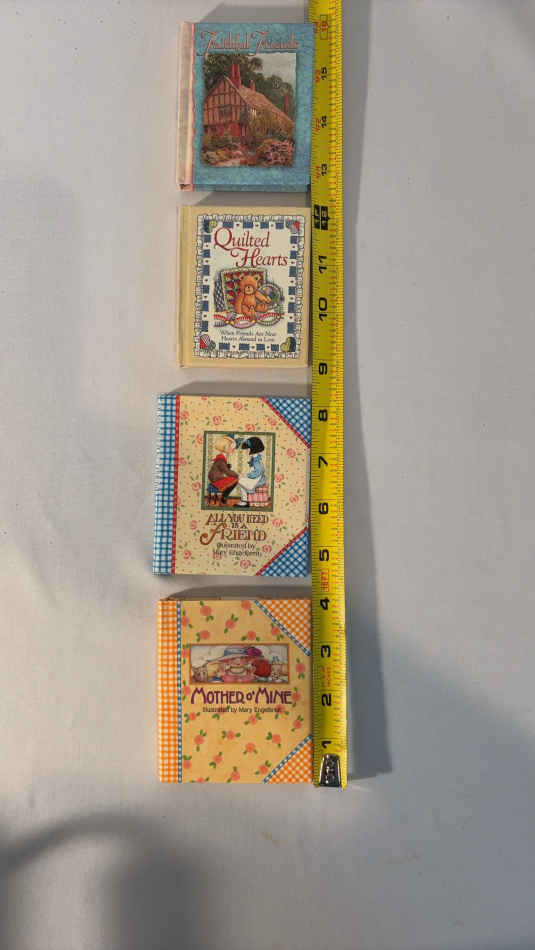 Faithful Friends
Quilted
Hearts
When Friends Are Near
Hearts Abound in Love
ALL YOU NEED
IS A
FRIEND
Illustrated by
Mary Engelbreit
MOTHER O' MINE
Illustrated by Mary Engelbreit
15
14
13
12
11
10
9
8
7
6
5
4
3
2
1